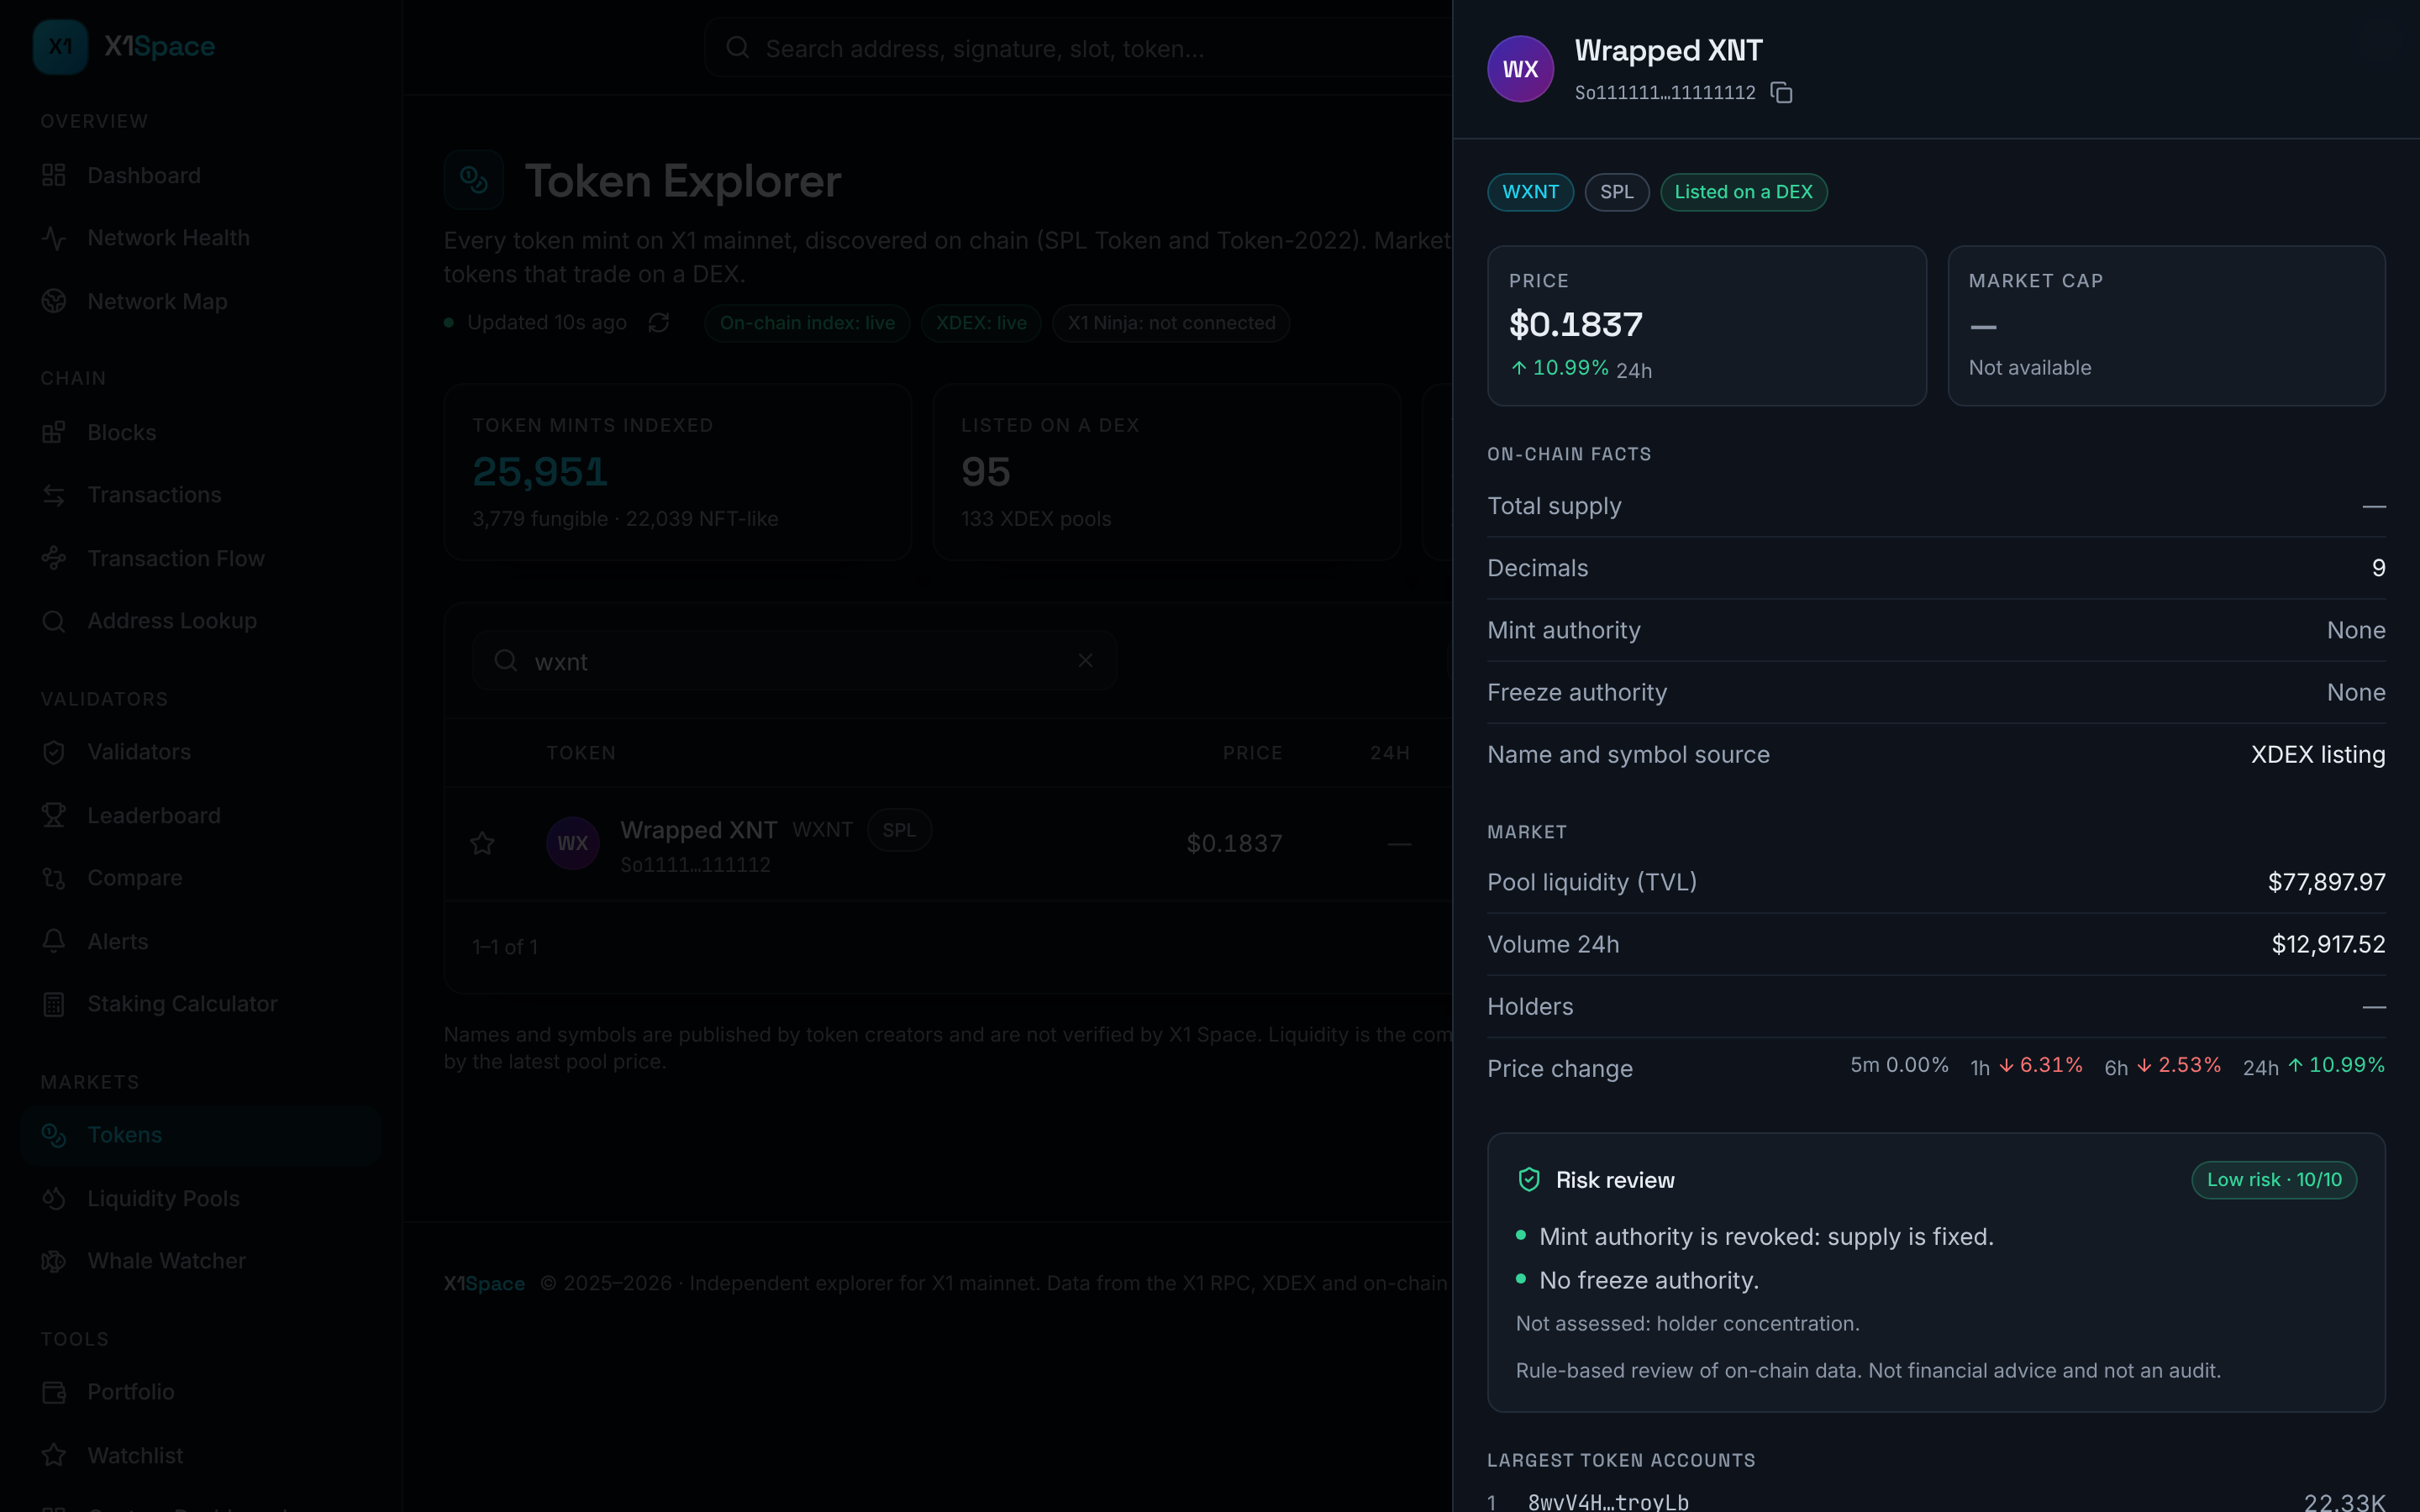 X1 X1Space
OVERVIEW
Dashboard
Network Health
Network Map
CHAIN
Blocks
Transactions
Transaction Flow
Address Lookup
VALIDATORS
Validators
Leaderboard
Compare
Alerts
Staking Calculator
MARKETS
Tokens
Liquidity Pools
Whale Watcher
TOOLS
Portfolio
Watchlist
Search address, signature, slot, token...
Token Explorer
Every token mint on X1 mainnet, discovered on chain (SPL Token and Token-2022). Market
tokens that trade on a DEX.
Updated 10s ago On-chain index: live XDEX: live X1 Ninja: not connected
TOKEN MINTS INDEXED
25,951
3,779 fungible · 22,039 NFT-like
LISTED ON A DEX
95
133 XDEX pools
wxnt
TOKEN PRICE 24H
WX Wrapped XNT WXNT SPL $0.1837 —
So1111…111112
1–1 of 1
Names and symbols are published by token creators and are not verified by X1 Space. Liquidity is the com
by the latest pool price.
X1Space © 2025–2026 · Independent explorer for X1 mainnet. Data from the X1 RPC, XDEX and on-chain
WX Wrapped XNT
So111111…11111112
WXNT SPL Listed on a DEX
PRICE
$0.1837
↑ 10.99% 24h
MARKET CAP
—
Not available
ON-CHAIN FACTS
Total supply —
Decimals 9
Mint authority None
Freeze authority None
Name and symbol source XDEX listing
MARKET
Pool liquidity (TVL) $77,897.97
Volume 24h $12,917.52
Holders —
Price change 5m 0.00% 1h ↓ 6.31% 6h ↓ 2.53% 24h ↑ 10.99%
Risk review Low risk · 10/10
Mint authority is revoked: supply is fixed.
No freeze authority.
Not assessed: holder concentration.
Rule-based review of on-chain data. Not financial advice and not an audit.
LARGEST TOKEN ACCOUNTS
1 8wvV4H…troyLb 22.33K